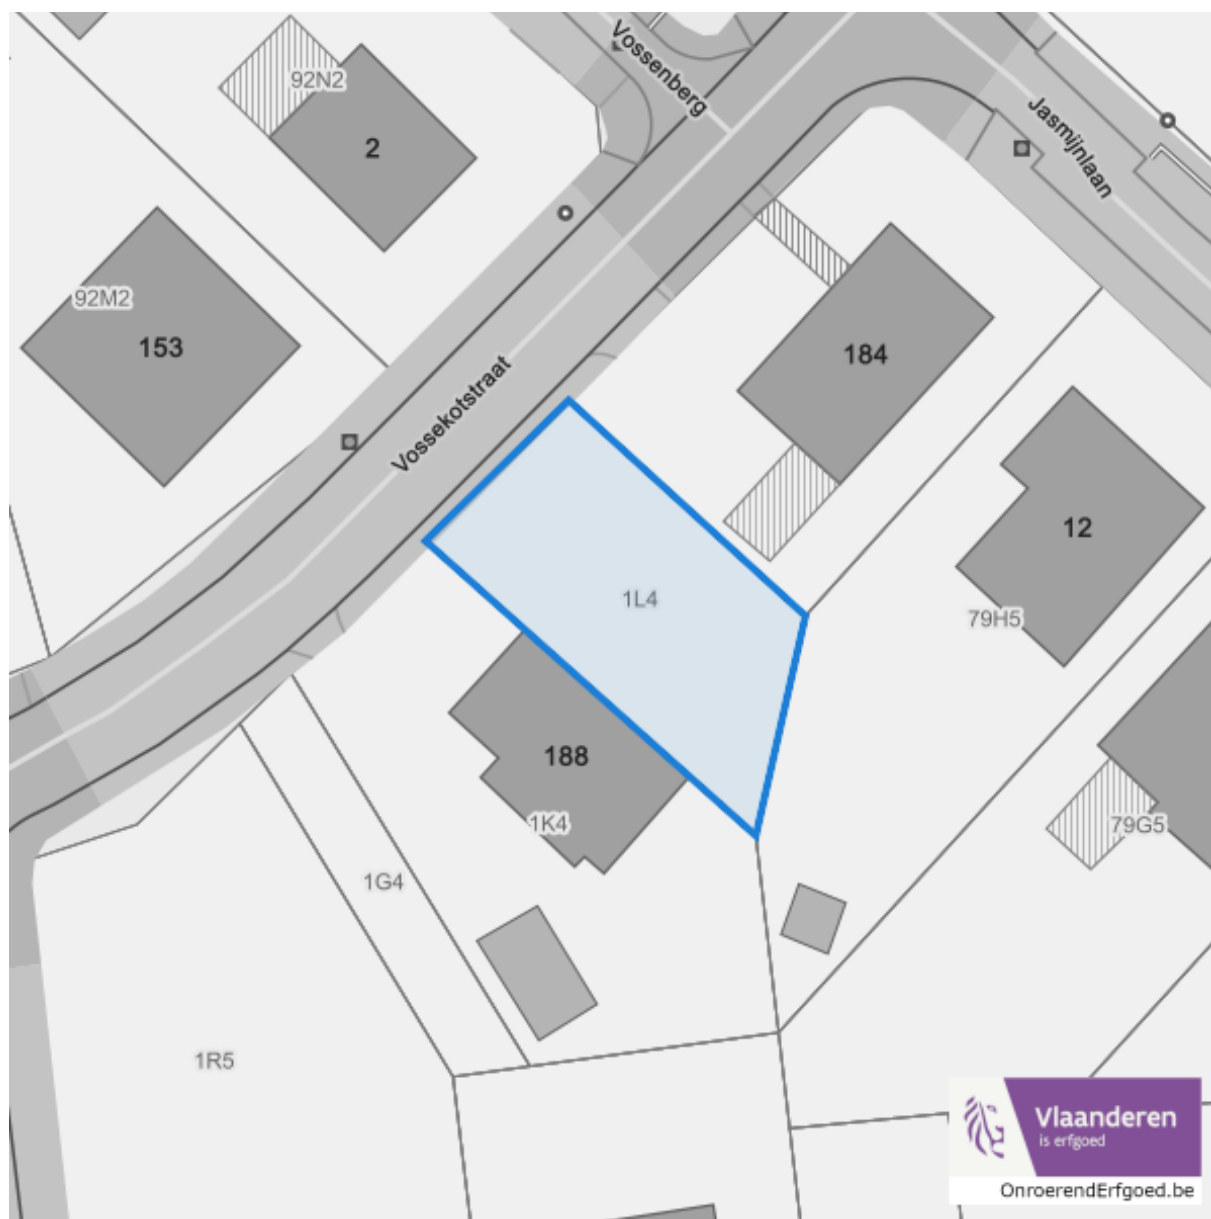 Vossenberg
92N2
2
Jasmijnlaan
92M2
153
184
Vossekotstraat
12
1L4
79H5
188
1K4
79G5
1G4
1R5
Vlaanderen
is erfgoed
OnroerendErfgoed.be